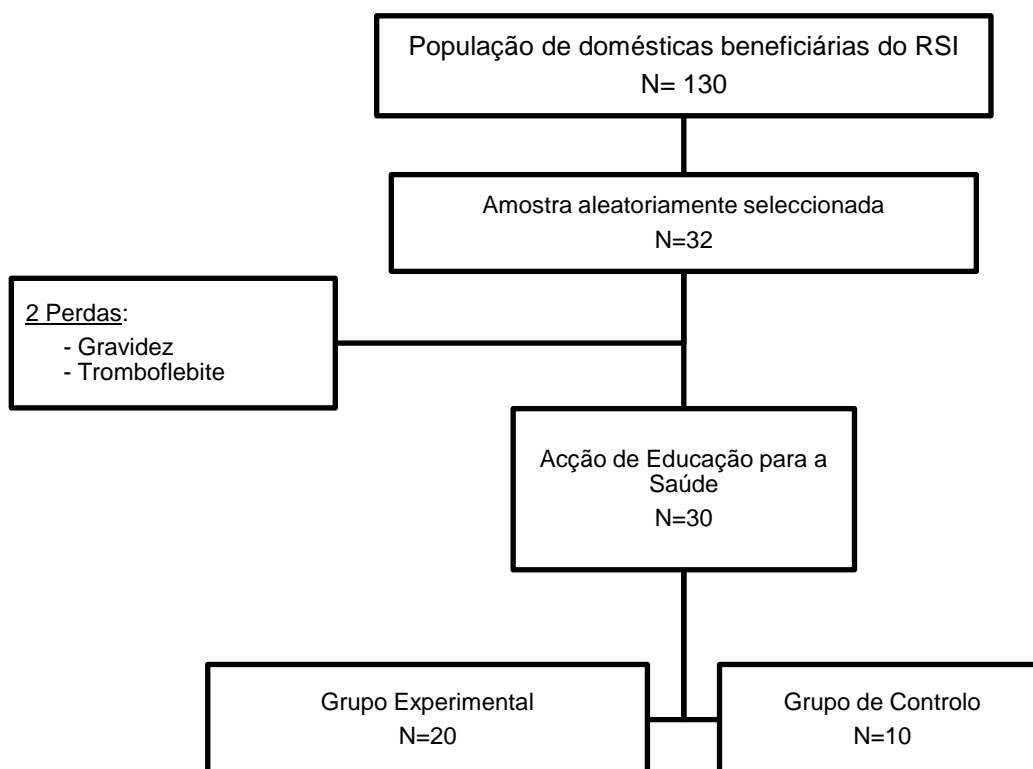 População de domésticas beneficiárias do RSI
N= 130
Amostra aleatoriamente seleccionada
N=32
2 Perdas:
- Gravidez
- Tromboflebite
Acção de Educação para a
Saúde
N=30
Grupo Experimental
N=20
Grupo de Controlo
N=10